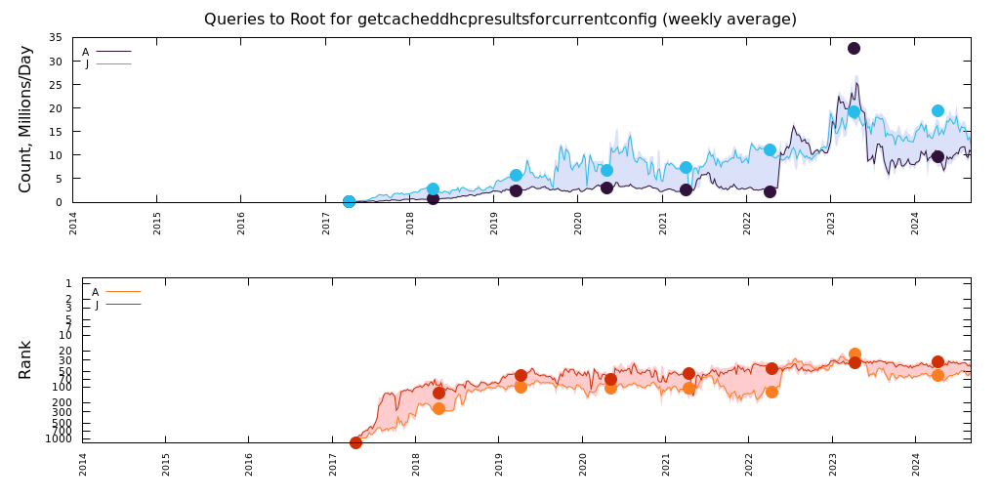 Queries to Root for getcacheddhcpresultsforcurrentconfig (weekly average)
Count, Millions/Day
35
30
25
20
15
10
5
0
A
J
2014 2015 2016 2017 2018 2019 2020 2021 2022 2023 2024
Rank
1
2
3
5
7
10
20
30
50
70
100
200
300
500
700
1000
A
J
2014 2015 2016 2017 2018 2019 2020 2021 2022 2023 2024